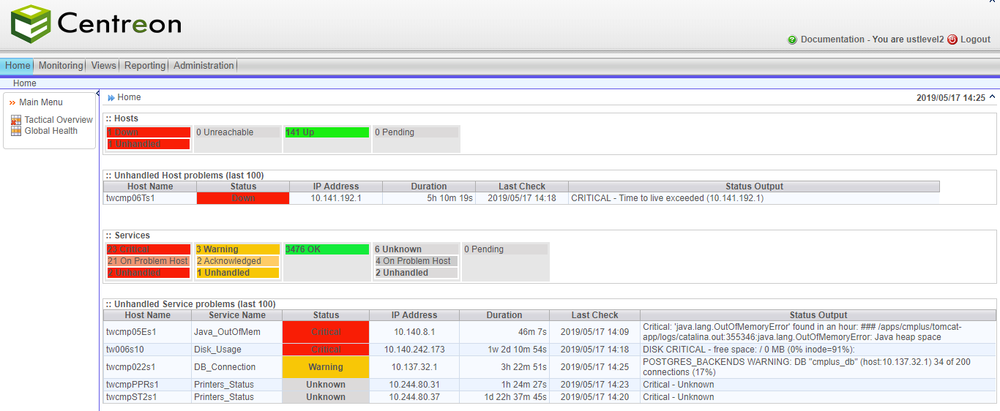 Centreon
Documentation - You are ustlevel2 Logout
Home Monitoring Views Reporting Administration
Home
Main Menu
Tactical Overview
Global Health
Home 2019/05/17 14:25
:: Hosts
1 Down 0 Unreachable 141 Up 0 Pending
1 Unhandled
:: Unhandled Host problems (last 100)
Host Name Status IP Address Duration Last Check Status Output
twcmp06Ts1 Down 10.141.192.1 5h 10m 19s 2019/05/17 14:18 CRITICAL - Time to live exceeded (10.141.192.1)
:: Services
23 Critical 3 Warning 3476 OK 6 Unknown 0 Pending
21 On Problem Host 2 Acknowledged 4 On Problem Host
2 Unhandled 1 Unhandled 2 Unhandled
:: Unhandled Service problems (last 100)
Host Name Service Name Status IP Address Duration Last Check Status Output
twcmp05Es1 Java_OutOfMem Critical 10.140.8.1 46m 7s 2019/05/17 14:09 Critical: 'java.lang.OutOfMemoryError' found in an hour: ### /apps/cmplus/tomcat-
app/logs/catalina.out:355346:java.lang.OutOfMemoryError: Java heap space
tw006s10 Disk_Usage Critical 10.140.242.173 1w 2d 10m 54s 2019/05/17 14:18 DISK CRITICAL - free space: / 0 MB (0% inode=91%):
twcmp022s1 DB_Connection Warning 10.137.32.1 3h 22m 51s 2019/05/17 14:25 POSTGRES_BACKENDS WARNING: DB "cmplus_db" (host:10.137.32.1) 34 of 200
connections (17%)
twcmpPPRs1 Printers_Status Unknown 10.244.80.31 1h 24m 27s 2019/05/17 14:23 Critical - Unknown
twcmpST2s1 Printers_Status Unknown 10.244.80.37 1d 22h 37m 45s 2019/05/17 14:20 Critical - Unknown